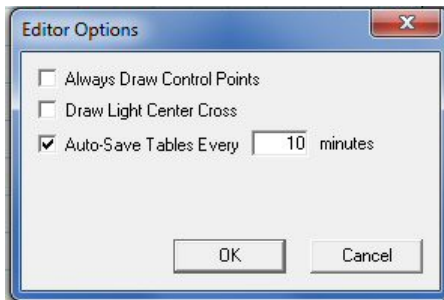 Editor Options
Always Draw Control Points
Draw Light Center Cross
Auto-Save Tables Every 10 minutes
OK Cancel